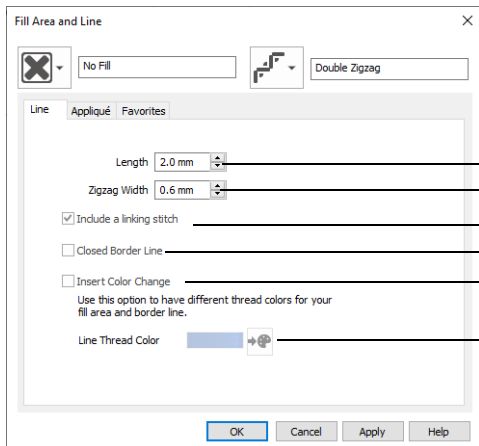 Fill Area and Line
No Fill
Double Zigzag
Line Appliqué Favorites
Length 2.0 mm
Zigzag Width 0.6 mm
Include a linking stitch
Closed Border Line
Insert Color Change
Use this option to have different thread colors for your
fill area and border line.
Line Thread Color
OK Cancel Apply Help